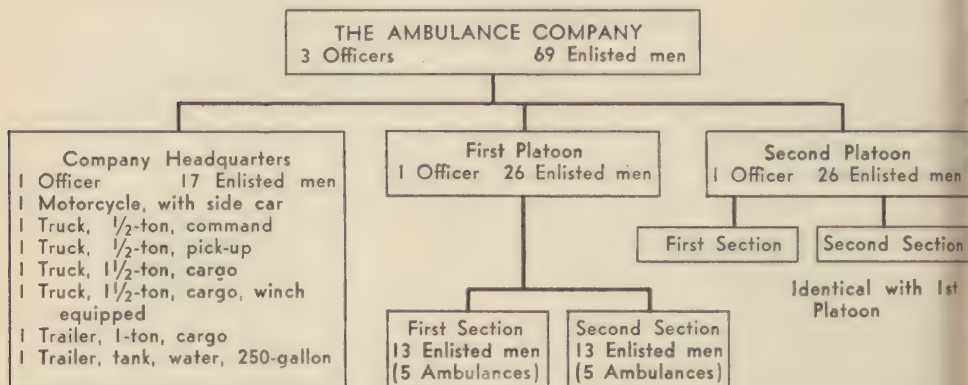 THE AMBULANCE COMPANY
3 Officers 69 Enlisted men
Company Headquarters
1 Officer 17 Enlisted men
1 Motorcycle, with side car
1 Truck, 1/2-ton, command
1 Truck, 1/2-ton, pick-up
1 Truck, 1 1/2-ton, cargo
1 Truck, 1 1/2-ton, cargo, winch
equipped
1 Trailer, 1-ton, cargo
1 Trailer, tank, water, 250-gallon
First Platoon
1 Officer 26 Enlisted men
First Section
13 Enlisted men
(5 Ambulances)
Second Section
13 Enlisted men
(5 Ambulances)
Second Platoon
1 Officer 26 Enlisted men
First Section
Second Section
Identical with 1st
Platoon